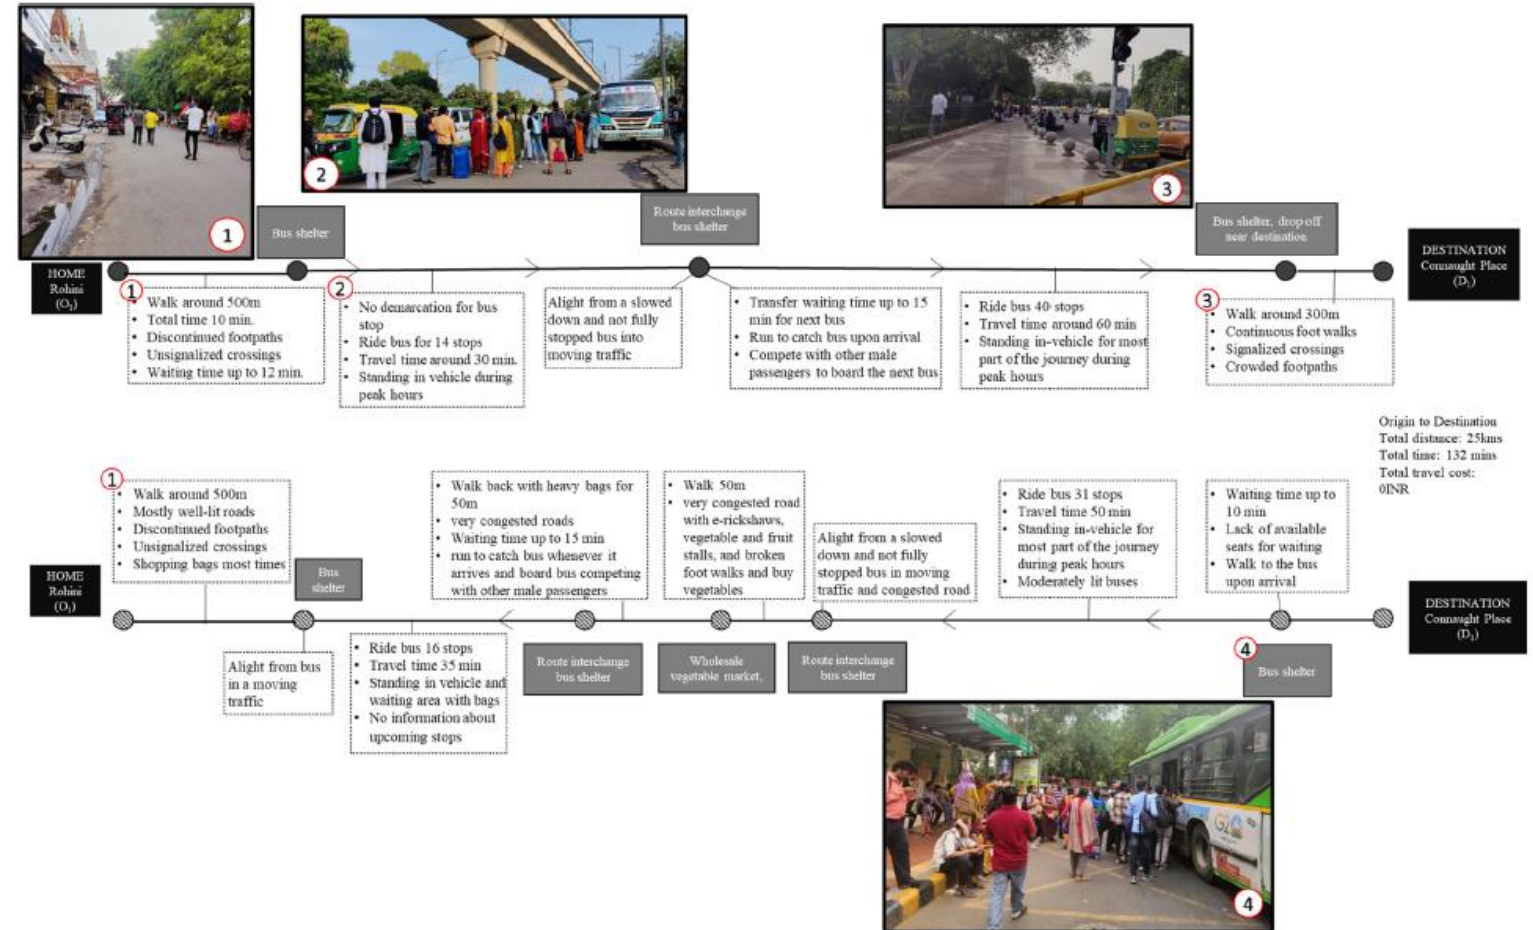 1
2
3
Bus shelter
Route interchange
bus shelter
Bus shelter, drop off
near destination
HOME
Rohini
(O₁)
DESTINATION
Connaught Place
(D₁)
1
• Walk around 500m
• Total time 10 min.
• Discontinued footpaths
• Unsignalized crossings
• Waiting time up to 12 min.
2
• No demarcation for bus
stop
• Ride bus for 14 stops
• Travel time around 30 min.
• Standing in vehicle during
peak hours
Alight from a slowed
down and not fully
stopped bus into
moving traffic
• Transfer waiting time up to 15
min for next bus
• Run to catch bus upon arrival
• Compete with other male
passengers to board the next bus
• Ride bus 40 stops
• Travel time around 60 min
• Standing in-vehicle for most
part of the journey during
peak hours
3
• Walk around 300m
• Continuous foot walks
• Signalized crossings
• Crowded footpaths
Origin to Destination
Total distance: 25kms
Total time: 132 mins
Total travel cost:
0INR
1
• Walk around 500m
• Mostly well-lit roads
• Discontinued footpaths
• Unsignalized crossings
• Shopping bags most times
• Walk back with heavy bags for
50m
• very congested roads
• Waiting time up to 15 min
• run to catch bus whenever it
arrives and board bus competing
with other male passengers
• Walk 50m
• very congested road
with e-rickshaws,
vegetable and fruit
stalls, and broken
foot walks and buy
vegetables
Alight from a slowed
down and not fully
stopped bus in moving
traffic and congested road
• Ride bus 31 stops
• Travel time 50 min
• Standing in-vehicle for
most part of the journey
during peak hours
• Moderately lit buses
• Waiting time up to
10 min
• Lack of available
seats for waiting
• Walk to the bus
upon arrival
HOME
Rohini
(O₁)
Bus
shelter
DESTINATION
Connaught Place
(D₁)
Alight from bus
in a moving
traffic
• Ride bus 16 stops
• Travel time 35 min
• Standing in vehicle and
waiting area with bags
• No information about
upcoming stops
Route interchange
bus shelter
Wholesale
vegetable market,
Route interchange
bus shelter
4
Bus shelter
G20
4